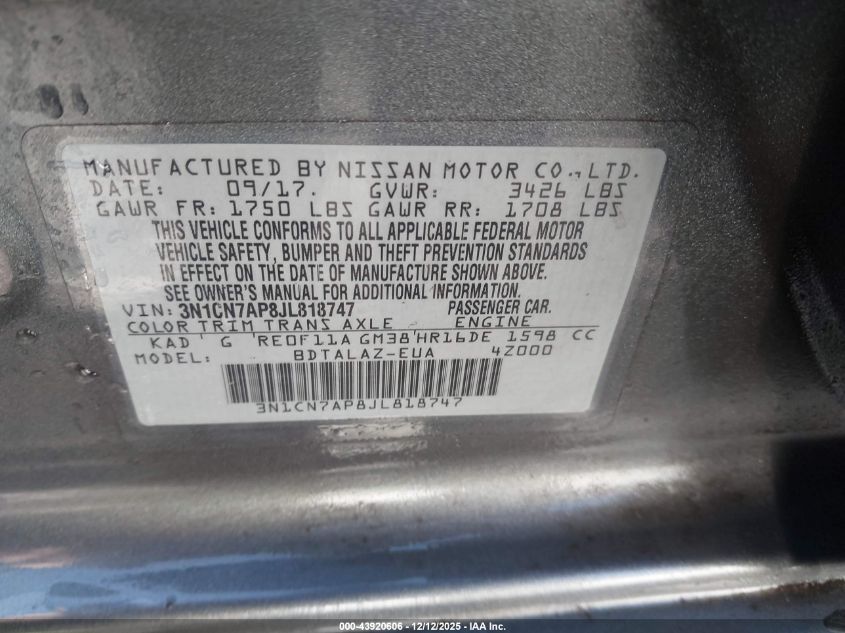 MANUFACTURED BY NISSAN MOTOR CO.,LTD.
DATE: 09/17. GVWR: 3426 LBS
GAWR FR: 1750 LBS GAWR RR: 1708 LBS
THIS VEHICLE CONFORMS TO ALL APPLICABLE FEDERAL MOTOR
VEHICLE SAFETY, BUMPER AND THEFT PREVENTION STANDARDS
IN EFFECT ON THE DATE OF MANUFACTURE SHOWN ABOVE.
SEE OWNER'S MANUAL FOR ADDITIONAL INFORMATION.
VIN: 3N1CN7AP8JL818747 PASSENGER CAR.
COLOR TRIM TRANS AXLE ENGINE
KAD G RE0F11A GM38 HR16DE 1598 CC
MODEL: BDTALAZ-EUA 4Z000
3N1CN7AP8JL818747
000-43920606 - 12/12/2025 - IAA Inc.